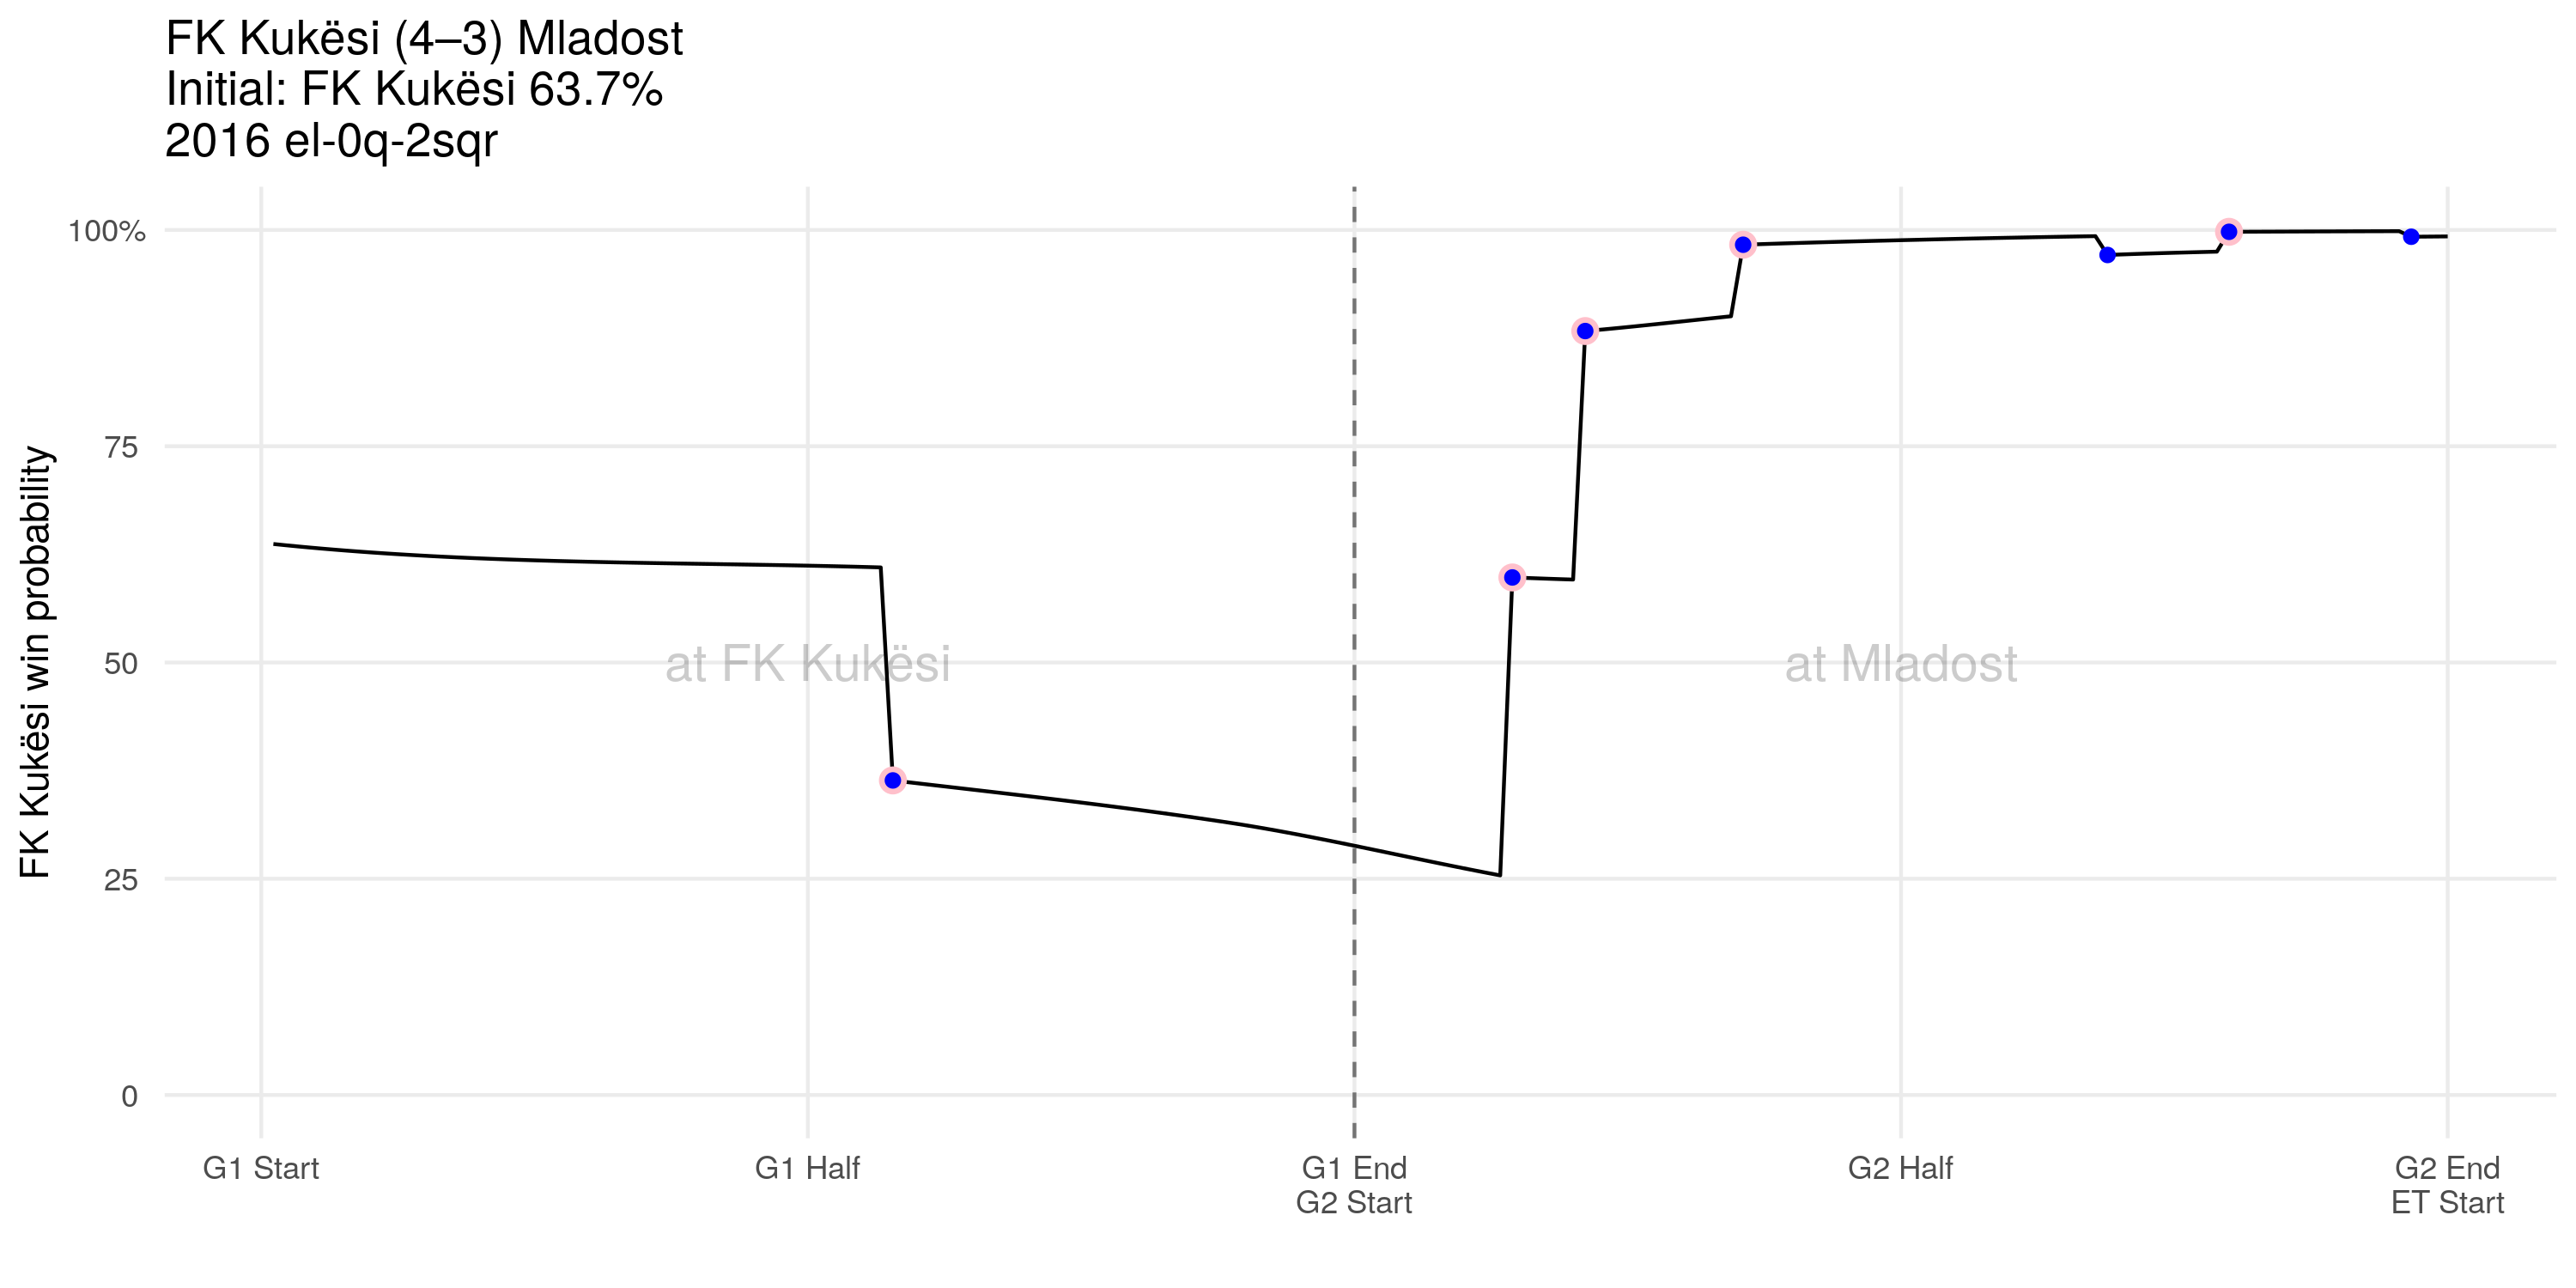 FK Kukësi (4–3) Mladost
Initial: FK Kukësi 63.7%
2016 el-0q-2sqr
FK Kukësi win probability
100%
75
50
25
0
at FK Kukësi
at Mladost
G1 Start
G1 Half
G1 End
G2 Start
G2 Half
G2 End
ET Start